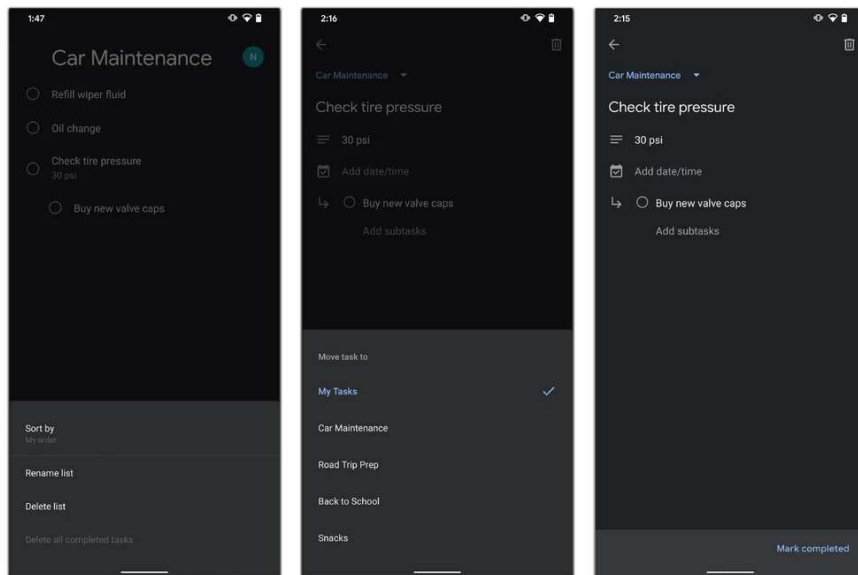 1:47
Car Maintenance
N
Refill wiper fluid
Oil change
Check tire pressure
30 psi
Buy new valve caps
Sort by
My order
Rename list
Delete list
Delete all completed tasks
2:16
Car Maintenance
Check tire pressure
30 psi
Add date/time
Buy new valve caps
Add subtasks
Move task to
My Tasks
Car Maintenance
Road Trip Prep
Back to School
Snacks
2:15
Car Maintenance
Check tire pressure
30 psi
Add date/time
Buy new valve caps
Add subtasks
Mark completed